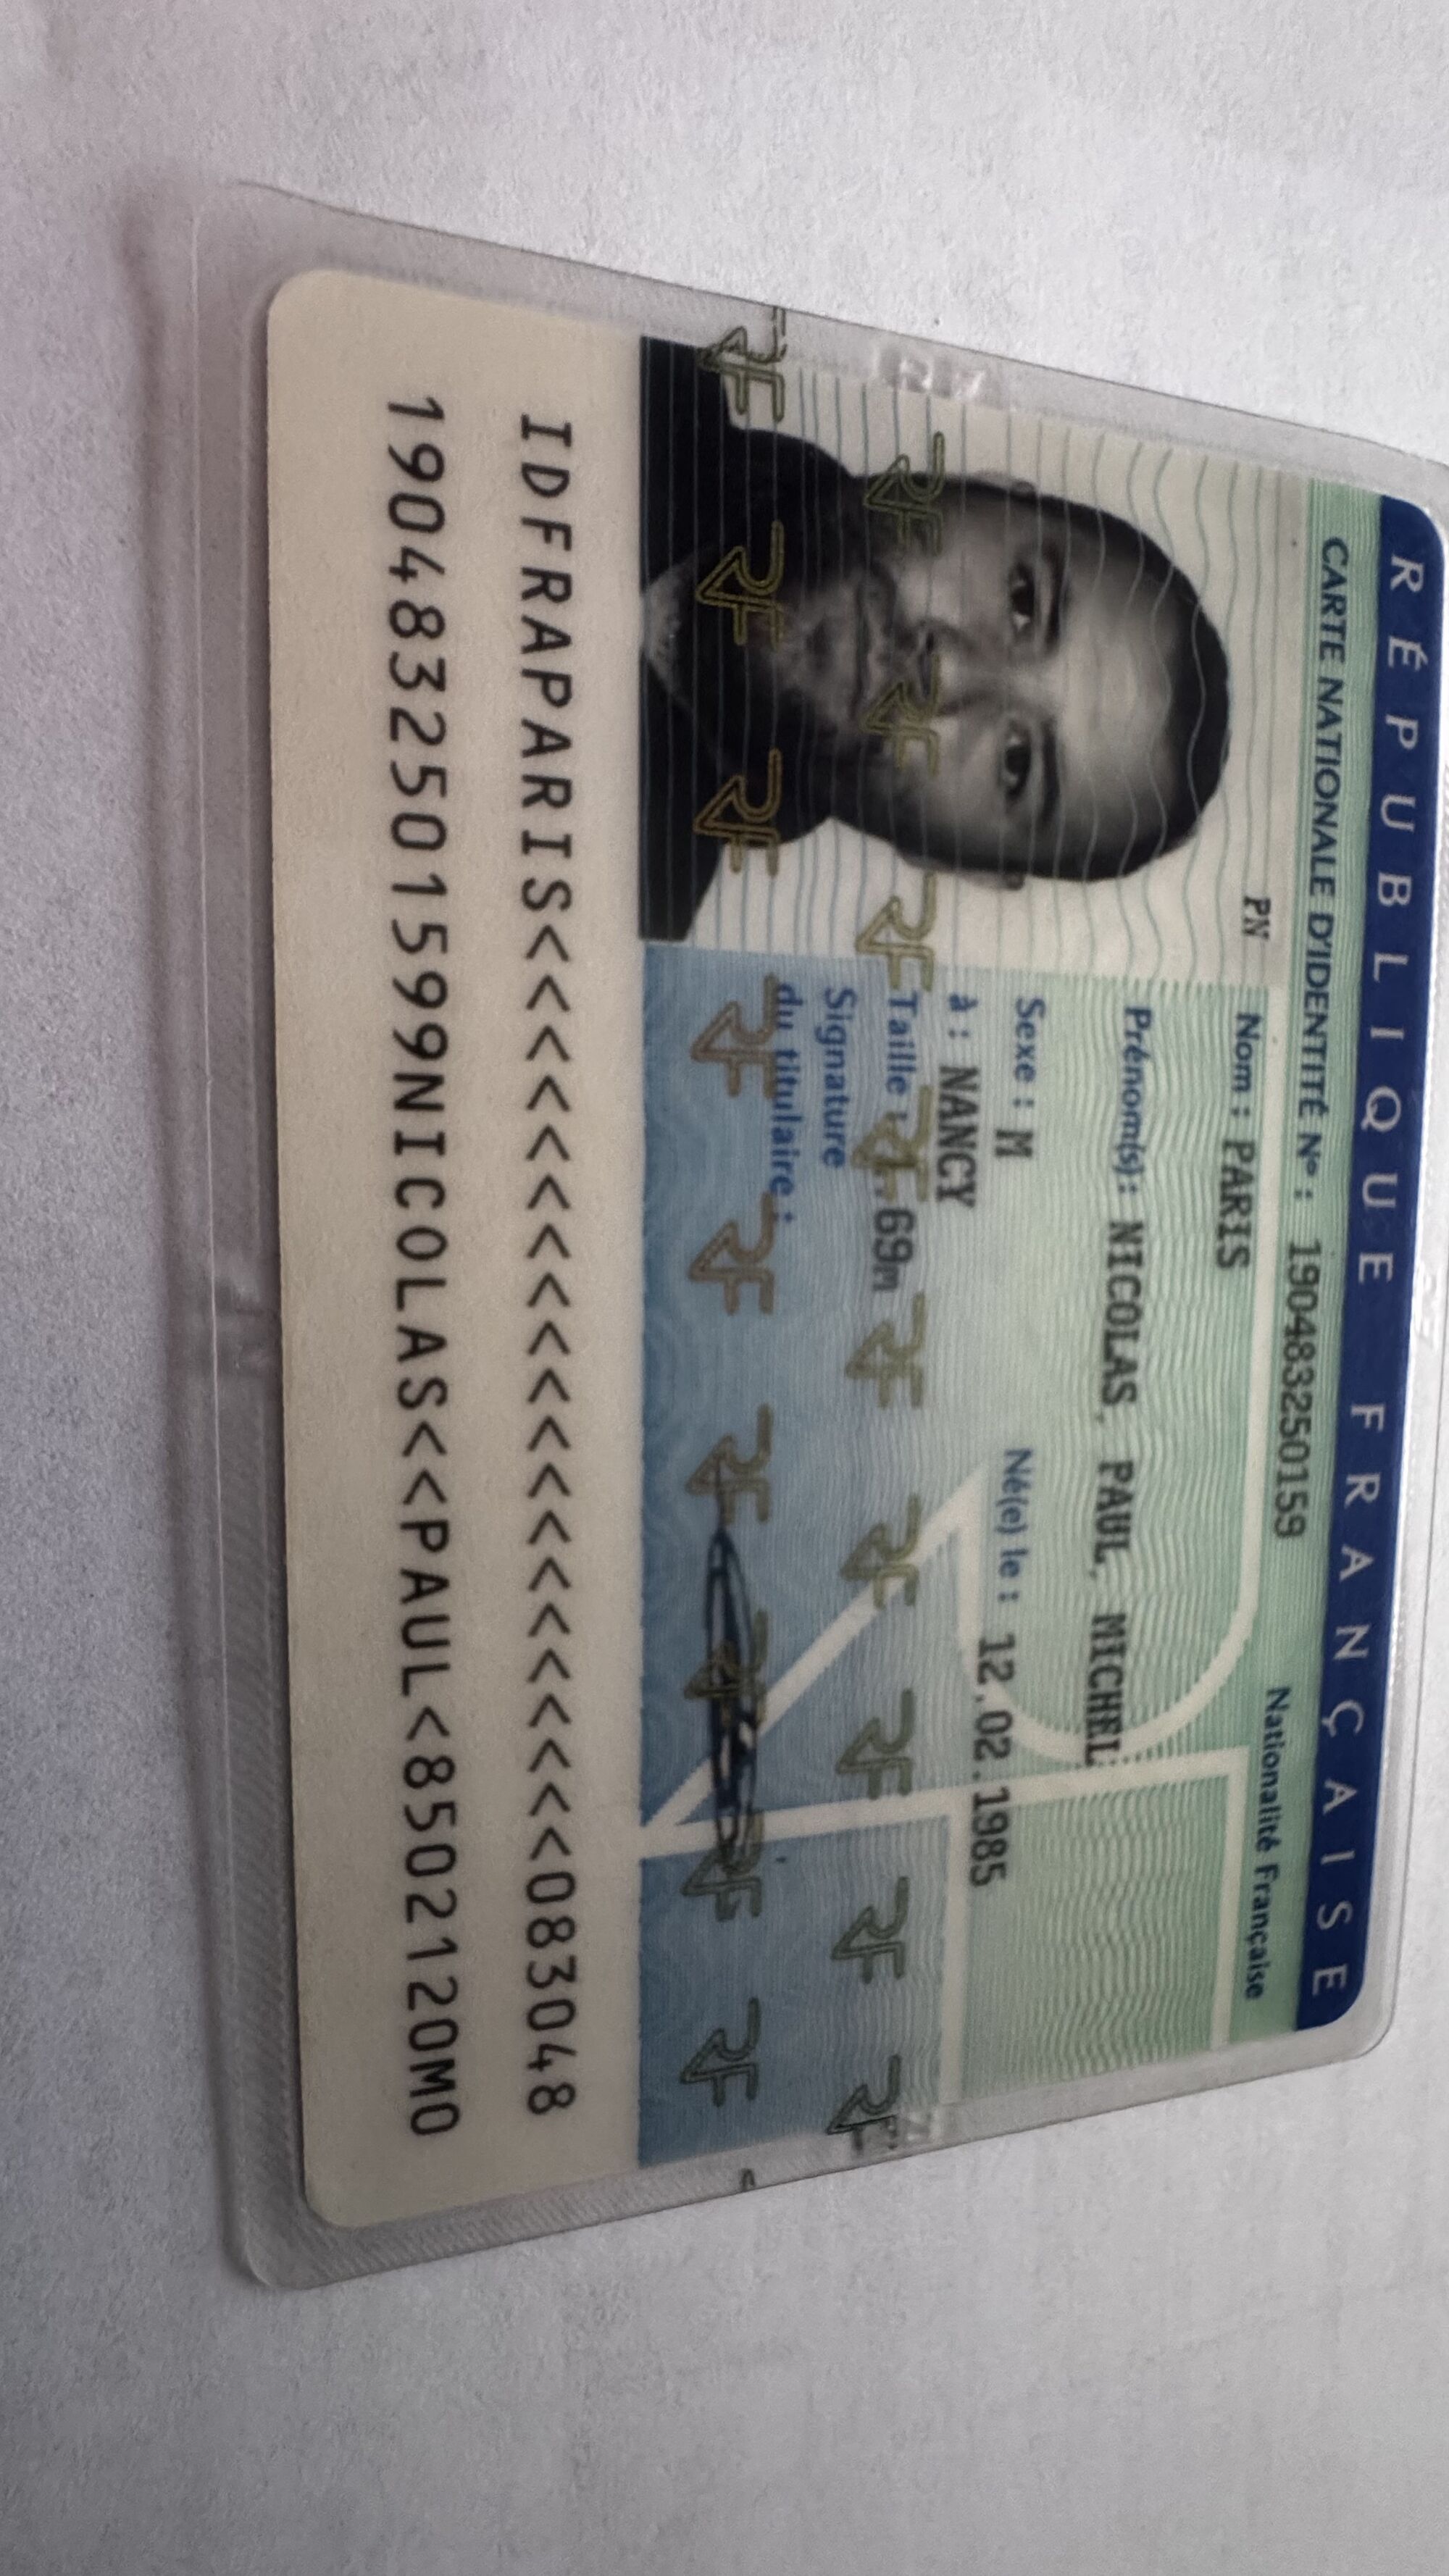 RÉPUBLIQUE FRANÇAISE
CARTE NATIONALE D'IDENTITÉ N° : 190483250159 Nationalité Française
PN
Nom : PARIS
Prénom(s) : NICOLAS, PAUL, MICHEL
Sexe : M Né(e) le : 12.02.1985
à : NANCY
Taille : 1.69m
Signature
du titulaire :
IDFRAPARIS<<<<<<<<<<<<<<<<<<<<083048
1904832501599NICOLAS<<PAUL<8502120M0